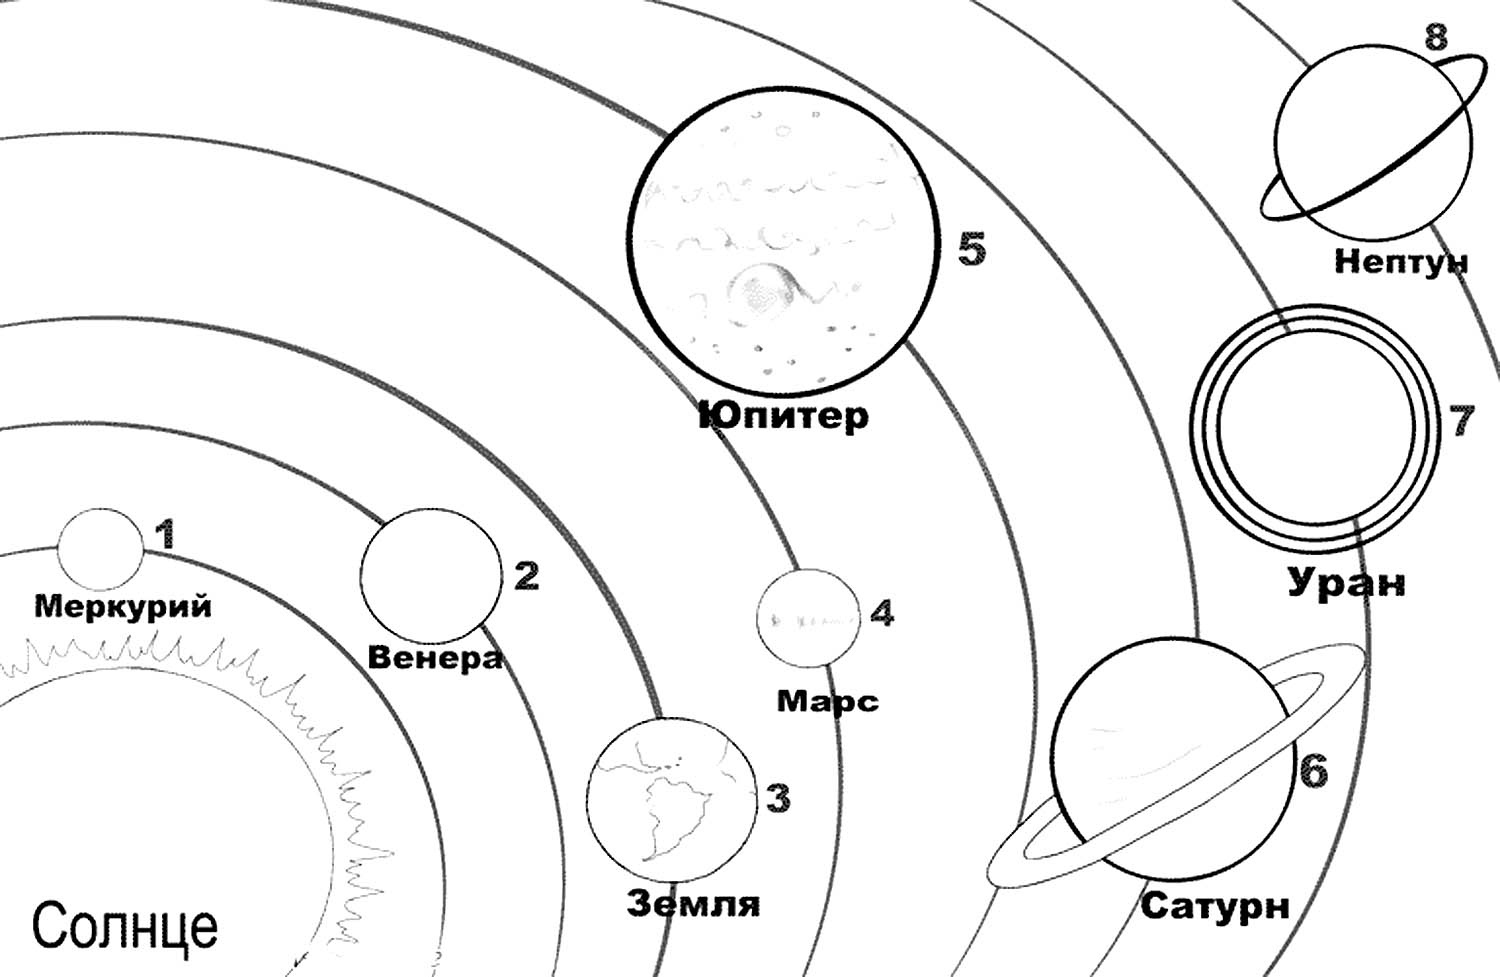 1
Меркурий
2
Венера
3
Земля
4
Марс
5
Юпитер
6
Сатурн
7
Уран
8
Нептун
Солнце